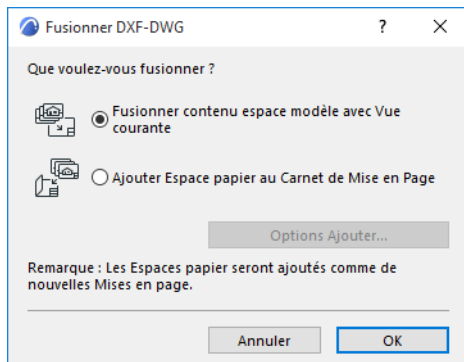 Fusionner DXF-DWG
Que voulez-vous fusionner ?
Fusionner contenu espace modèle avec Vue
courante
Ajouter Espace papier au Carnet de Mise en Page
Options Ajouter...
Remarque : Les Espaces papier seront ajoutés comme de
nouvelles Mises en page.
Annuler
OK